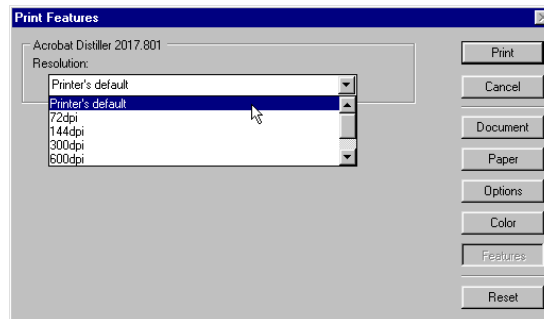 Print Features
Acrobat Distiller 2017.801
Resolution:
Printer's default
Printer's default
72dpi
144dpi
300dpi
600dpi
Print
Cancel
Document
Paper
Options
Color
Features
Reset